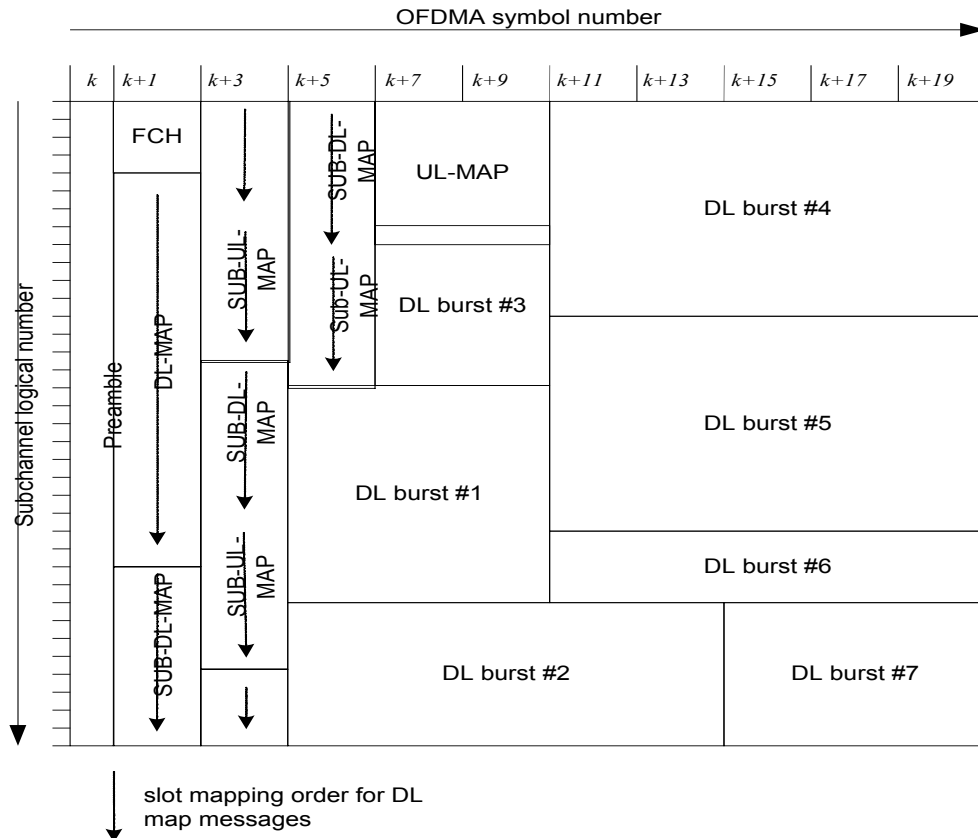 OFDMA symbol number
k
k+1
k+3
k+5
k+7
k+9
k+11
k+13
k+15
k+17
k+19
Subchannel logical number
Preamble
FCH
DL-MAP
SUB-DL-MAP
SUB-UL-
MAP
SUB-DL-
MAP
SUB-UL-
MAP
SUB-DL-
MAP
Sub-UL-
MAP
UL-MAP
DL burst #3
DL burst #1
DL burst #2
DL burst #4
DL burst #5
DL burst #6
DL burst #7
slot mapping order for DL
map messages